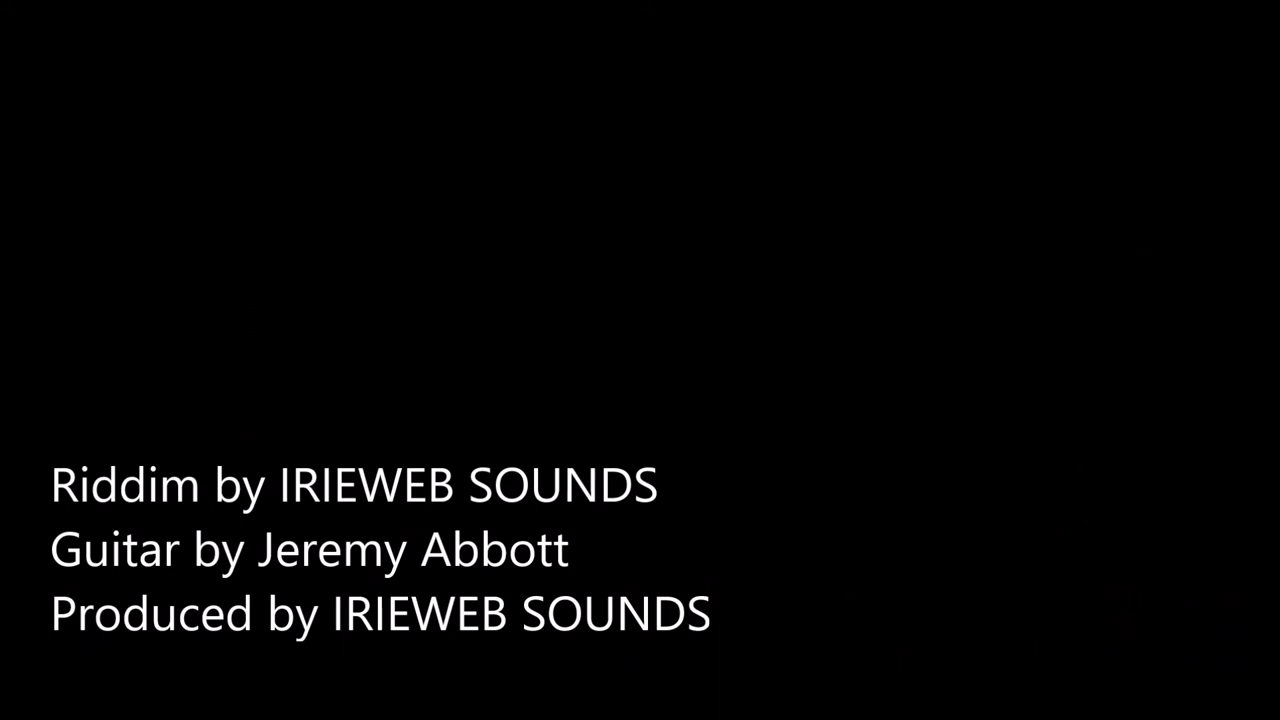 Riddim by IRIEWEB SOUNDS
Guitar by Jeremy Abbott
Produced by IRIEWEB SOUNDS